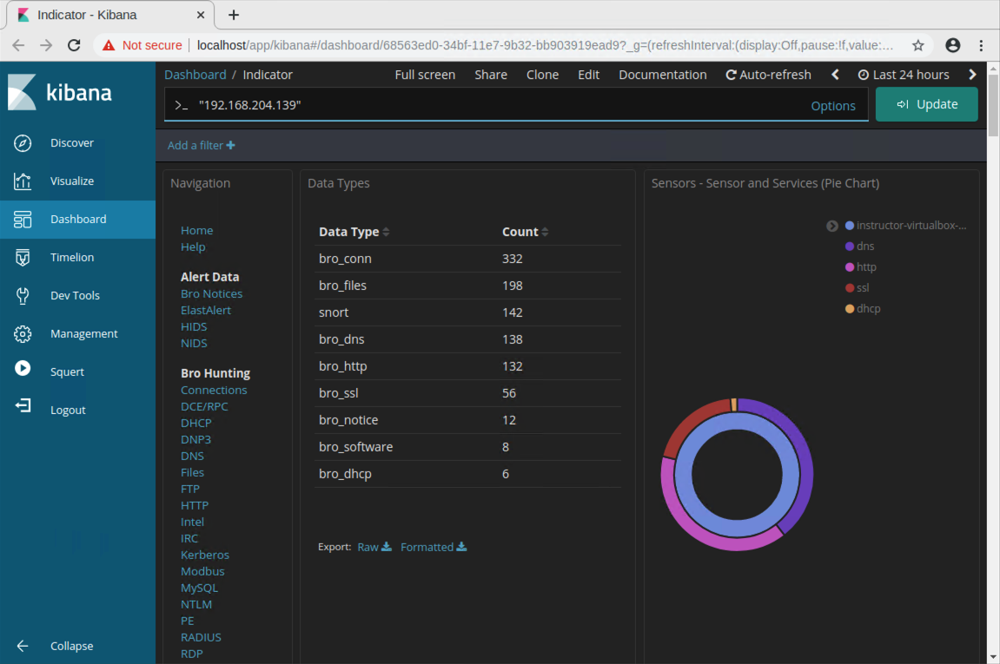 Indicator - Kibana
Not secure localhost/app/kibana#/dashboard/68563ed0-34bf-11e7-9b32-bb903919ead9?_g=(refreshInterval:(display:Off,pause:!f,value:…
kibana
Discover
Visualize
Dashboard
Timelion
Dev Tools
Management
Squert
Logout
Collapse
Dashboard / Indicator Full screen Share Clone Edit Documentation Auto-refresh Last 24 hours
>_ "192.168.204.139" Options Update
Add a filter
Navigation
Home
Help
Alert Data
Bro Notices
ElastAlert
HIDS
NIDS
Bro Hunting
Connections
DCE/RPC
DHCP
DNP3
DNS
Files
FTP
HTTP
Intel
IRC
Kerberos
Modbus
MySQL
NTLM
PE
RADIUS
RDP
Data Types
Data Type Count
bro_conn 332
bro_files 198
snort 142
bro_dns 138
bro_http 132
bro_ssl 56
bro_notice 12
bro_software 8
bro_dhcp 6
Export: Raw Formatted
Sensors - Sensor and Services (Pie Chart)
instructor-virtualbox-...
dns
http
ssl
dhcp